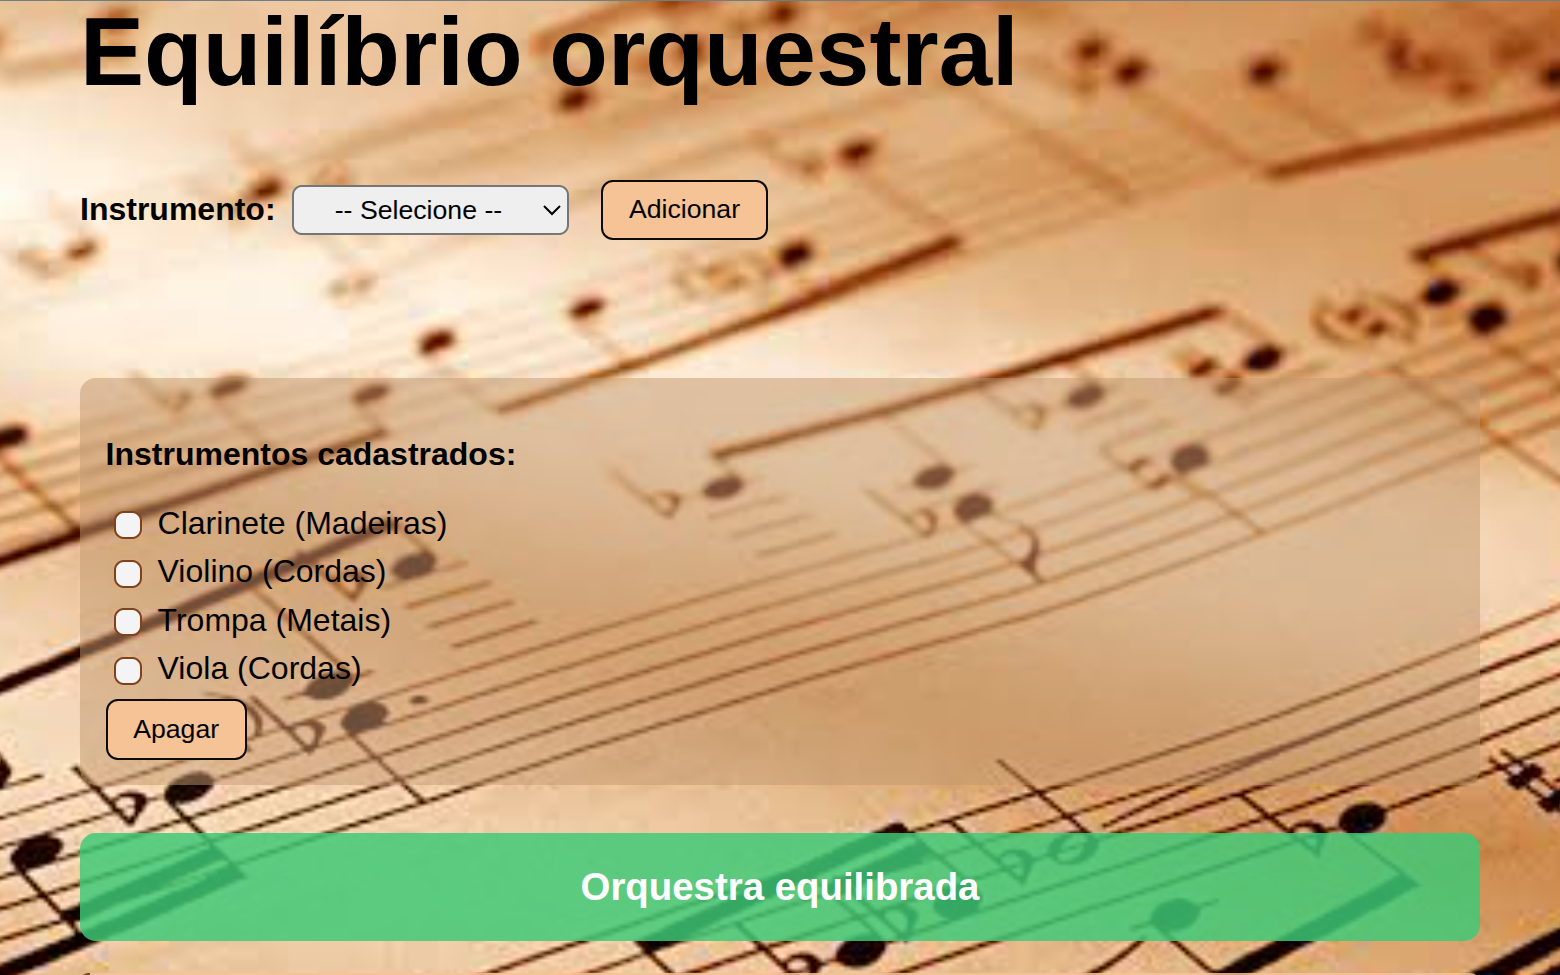 Equilíbrio orquestral
Instrumento: -- Selecione -- Adicionar
Instrumentos cadastrados:
Clarinete (Madeiras)
Violino (Cordas)
Trompa (Metais)
Viola (Cordas)
Apagar
Orquestra equilibrada